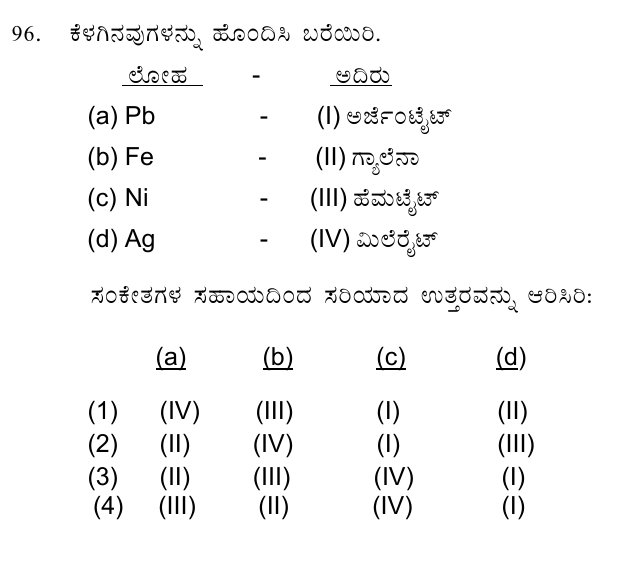 96. ಕೆಳಗಿನವುಗಳನ್ನು ಹೊಂದಿಸಿ ಬರೆಯಿರಿ.
ಲೋಹ - ಅದಿರು
(a) Pb - (I) ಅರ್ಜೆಂಟೈಟ್
(b) Fe - (II) ಗ್ಯಾಲೆನಾ
(c) Ni - (III) ಹೆಮಟೈಟ್
(d) Ag - (IV) ಮಿಲೆರೈಟ್
ಸಂಕೇತಗಳ ಸಹಾಯದಿಂದ ಸರಿಯಾದ ಉತ್ತರವನ್ನು ಆರಿಸಿರಿ:
(a) (b) (c) (d)
(1) (IV) (III) (I) (II)
(2) (II) (IV) (I) (III)
(3) (II) (III) (IV) (I)
(4) (III) (II) (IV) (I)